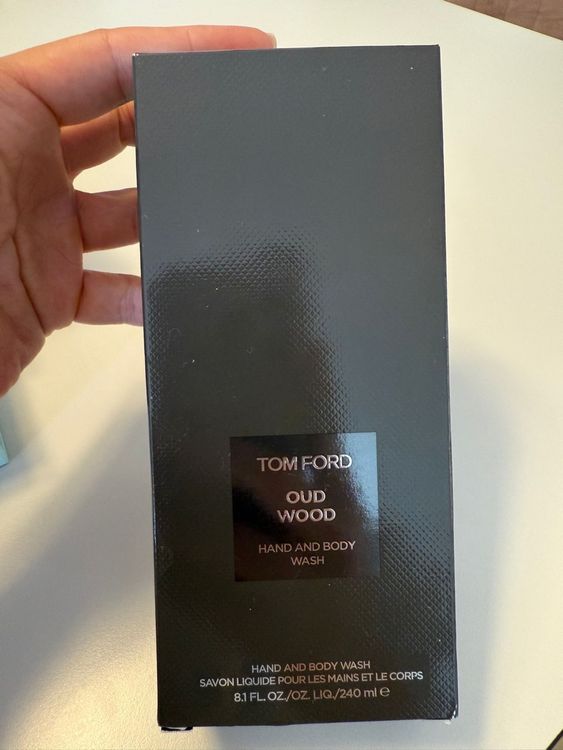 TOM FORD
OUD
WOOD
HAND AND BODY
WASH
HAND AND BODY WASH
SAVON LIQUIDE POUR LES MAINS ET LE CORPS
8.1 FL. OZ./OZ. LIQ./240 ml ℮